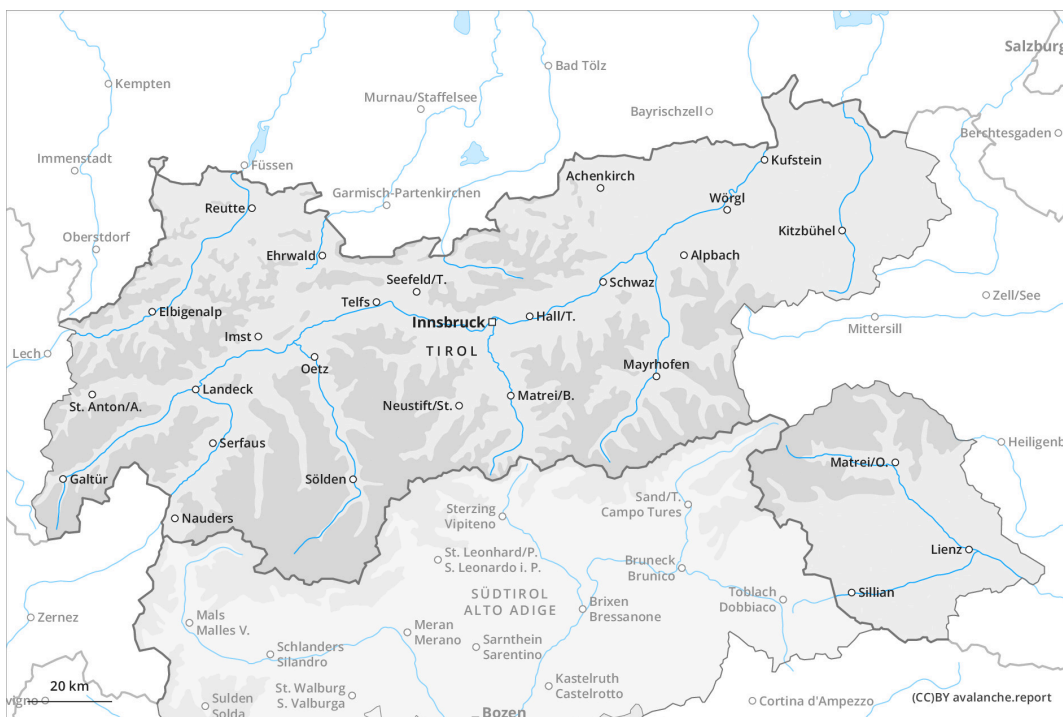 Salzburg
Kempten
Bad Tölz
Murnau/Staffelsee
Bayrischzell
Berchtesgaden
Immenstadt
Füssen
Kufstein
Achenkirch
Garmisch-Partenkirchen
Reutte
Wörgl
Oberstdorf
Kitzbühel
Ehrwald
Alpbach
Seefeld/T.
Schwaz
Zell/See
Telfs
Elbigenalp
Innsbruck
Hall/T.
Mittersill
Imst
TIROL
Lech
Oetz
Mayrhofen
Landeck
St. Anton/A.
Neustift/St.
Matrei/B.
Serfaus
Heiligenb
Matrei/O.
Galtür
Sölden
Sand/T.
Campo Tures
Sterzing
Vipiteno
Nauders
Lienz
St. Leonhard/P.
S. Leonardo i. P.
Bruneck
Brunico
SÜDTIROL
ALTO ADIGE
Toblach
Dobbiaco
Sillian
Brixen
Bressanone
Zernez
Mals
Malles V.
Meran
Merano
Sarnthein
Sarentino
Schlanders
Silandro
Kastelruth
Castelrotto
20 km
St. Walburg
S. Valburga
vigno
Sulden
Solda
Cortina d'Ampezzo
(CC)BY avalanche.report
Bozen